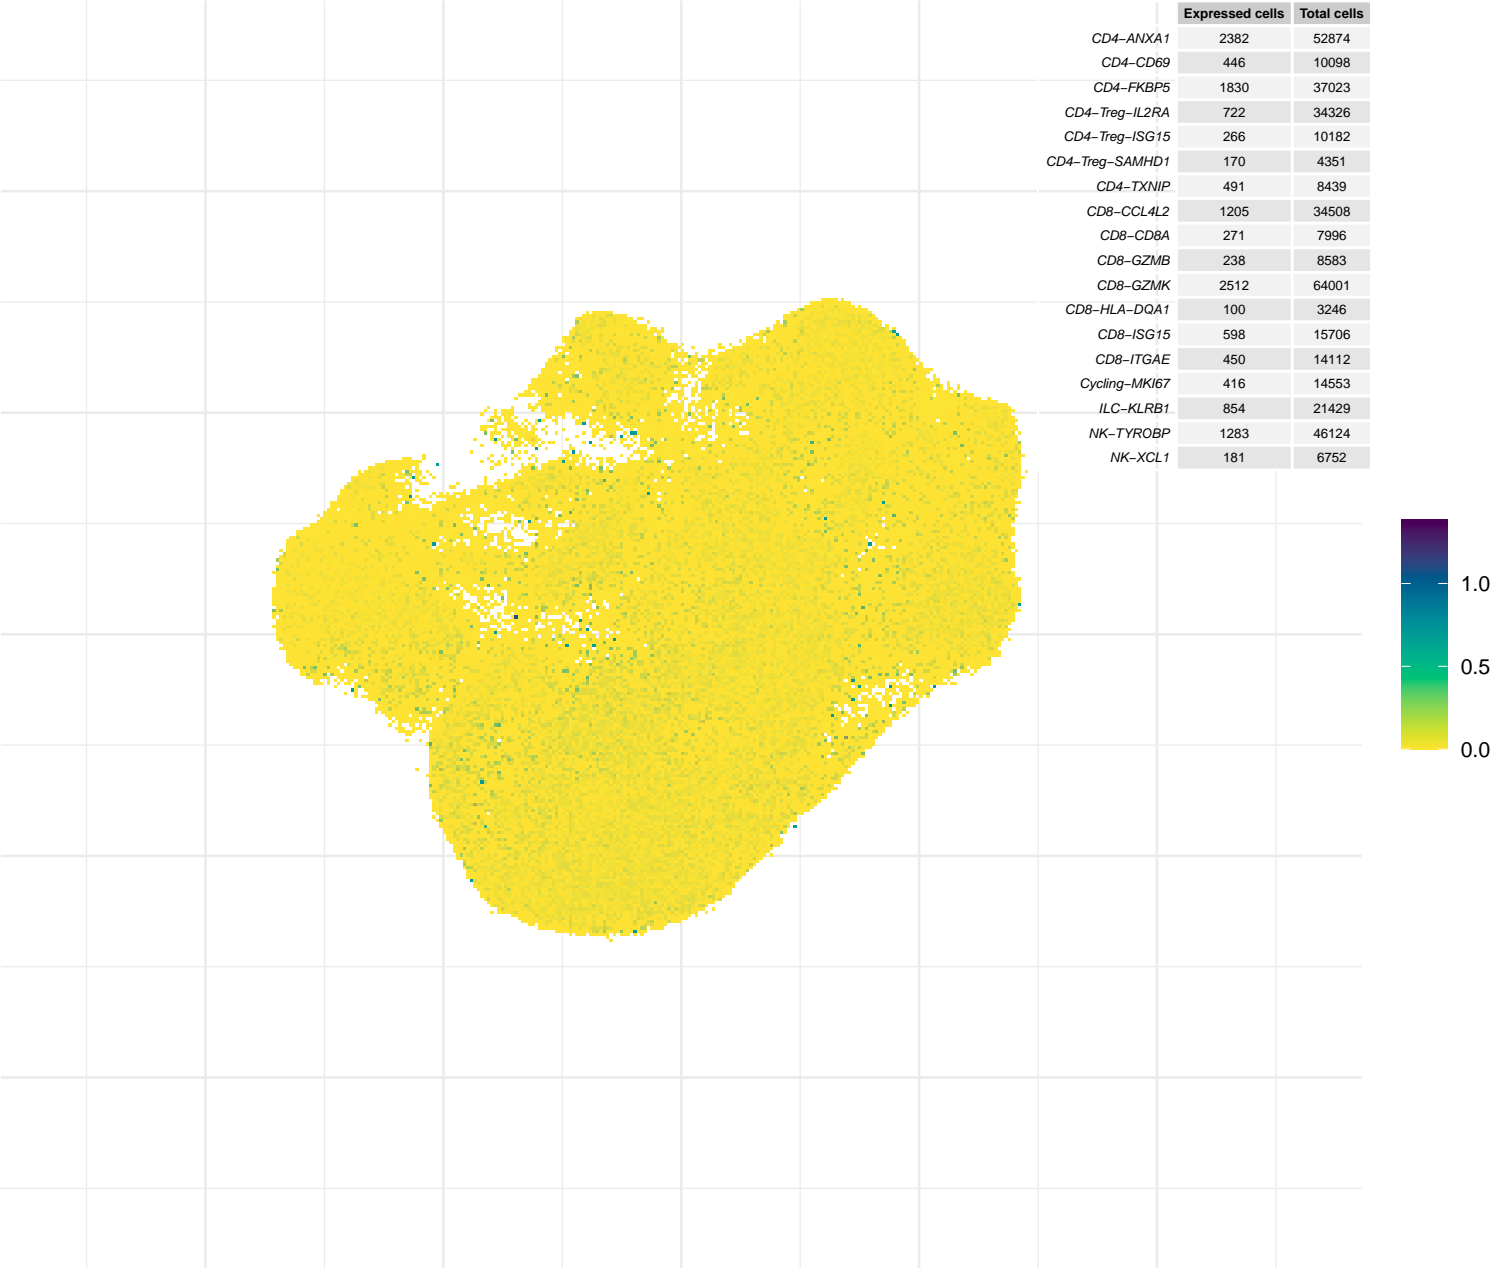 Expressed cells Total cells
CD4−ANXA1 2382 52874
CD4−CD69 446 10098
CD4−FKBP5 1830 37023
CD4−Treg−IL2RA 722 34326
CD4−Treg−ISG15 266 10182
CD4−Treg−SAMHD1 170 4351
CD4−TXNIP 491 8439
CD8−CCL4L2 1205 34508
CD8−CD8A 271 7996
CD8−GZMB 238 8583
CD8−GZMK 2512 64001
CD8−HLA−DQA1 100 3246
CD8−ISG15 598 15706
CD8−ITGAE 450 14112
Cycling−MKI67 416 14553
ILC−KLRB1 854 21429
NK−TYROBP 1283 46124
NK−XCL1 181 6752
1.0
0.5
0.0